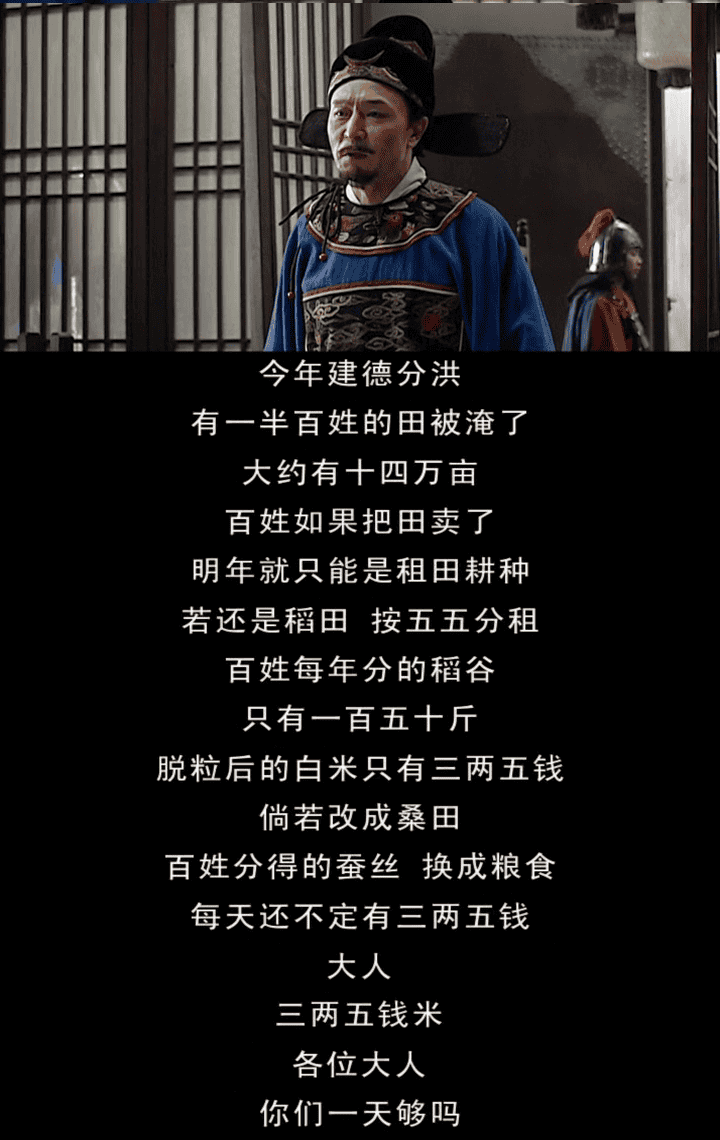 今年建德分洪
有一半百姓的田被淹了
大约有十四万亩
百姓如果把田卖了
明年就只能是租田耕种
若还是稻田 按五五分租
百姓每年分的稻谷
只有一百五十斤
脱粒后的白米只有三两五钱
倘若改成桑田
百姓分得的蚕丝 换成粮食
每天还不定有三两五钱
大人
三两五钱米
各位大人
你们一天够吗